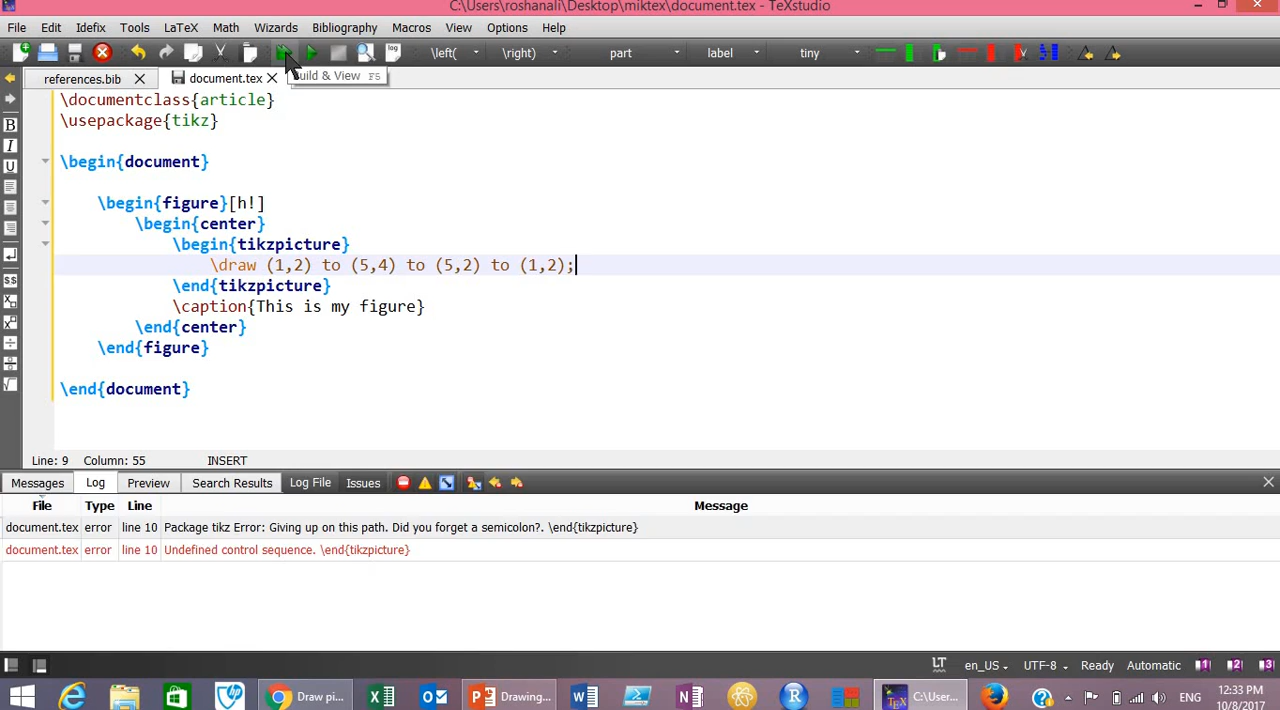 C:\Users\roshanali\Desktop\miktex\document.tex - TeXstudio
File Edit Idefix Tools LaTeX Math Wizards Bibliography Macros View Options Help
\left( \right) part label tiny
references.bib document.tex
uild & View F5
\documentclass{article}
\usepackage{tikz}
\begin{document}
\begin{figure}[h!]
\begin{center}
\begin{tikzpicture}
\draw (1,2) to (5,4) to (5,2) to (1,2);
\end{tikzpicture}
\caption{This is my figure}
\end{center}
\end{figure}
\end{document}
Line: 9 Column: 55 INSERT
Messages Log Preview Search Results Log File Issues
File Type Line Message
document.tex error line 10 Package tikz Error: Giving up on this path. Did you forget a semicolon?. \end{tikzpicture}
document.tex error line 10 Undefined control sequence. \end{tikzpicture}
LT en_US UTF-8 Ready Automatic 1 2 3
Draw pi... Drawing... C:\User... ENG 12:33 PM
10/8/2017